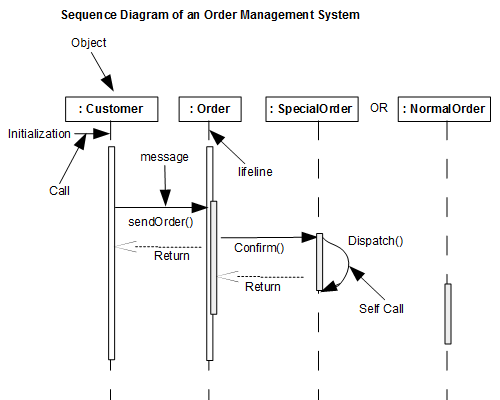 Sequence Diagram of an Order Management System
Object
: Customer
: Order
: SpecialOrder
OR
: NormalOrder
Initialization
Call
message
lifeline
sendOrder()
Return
Confirm()
Dispatch()
Return
Self Call